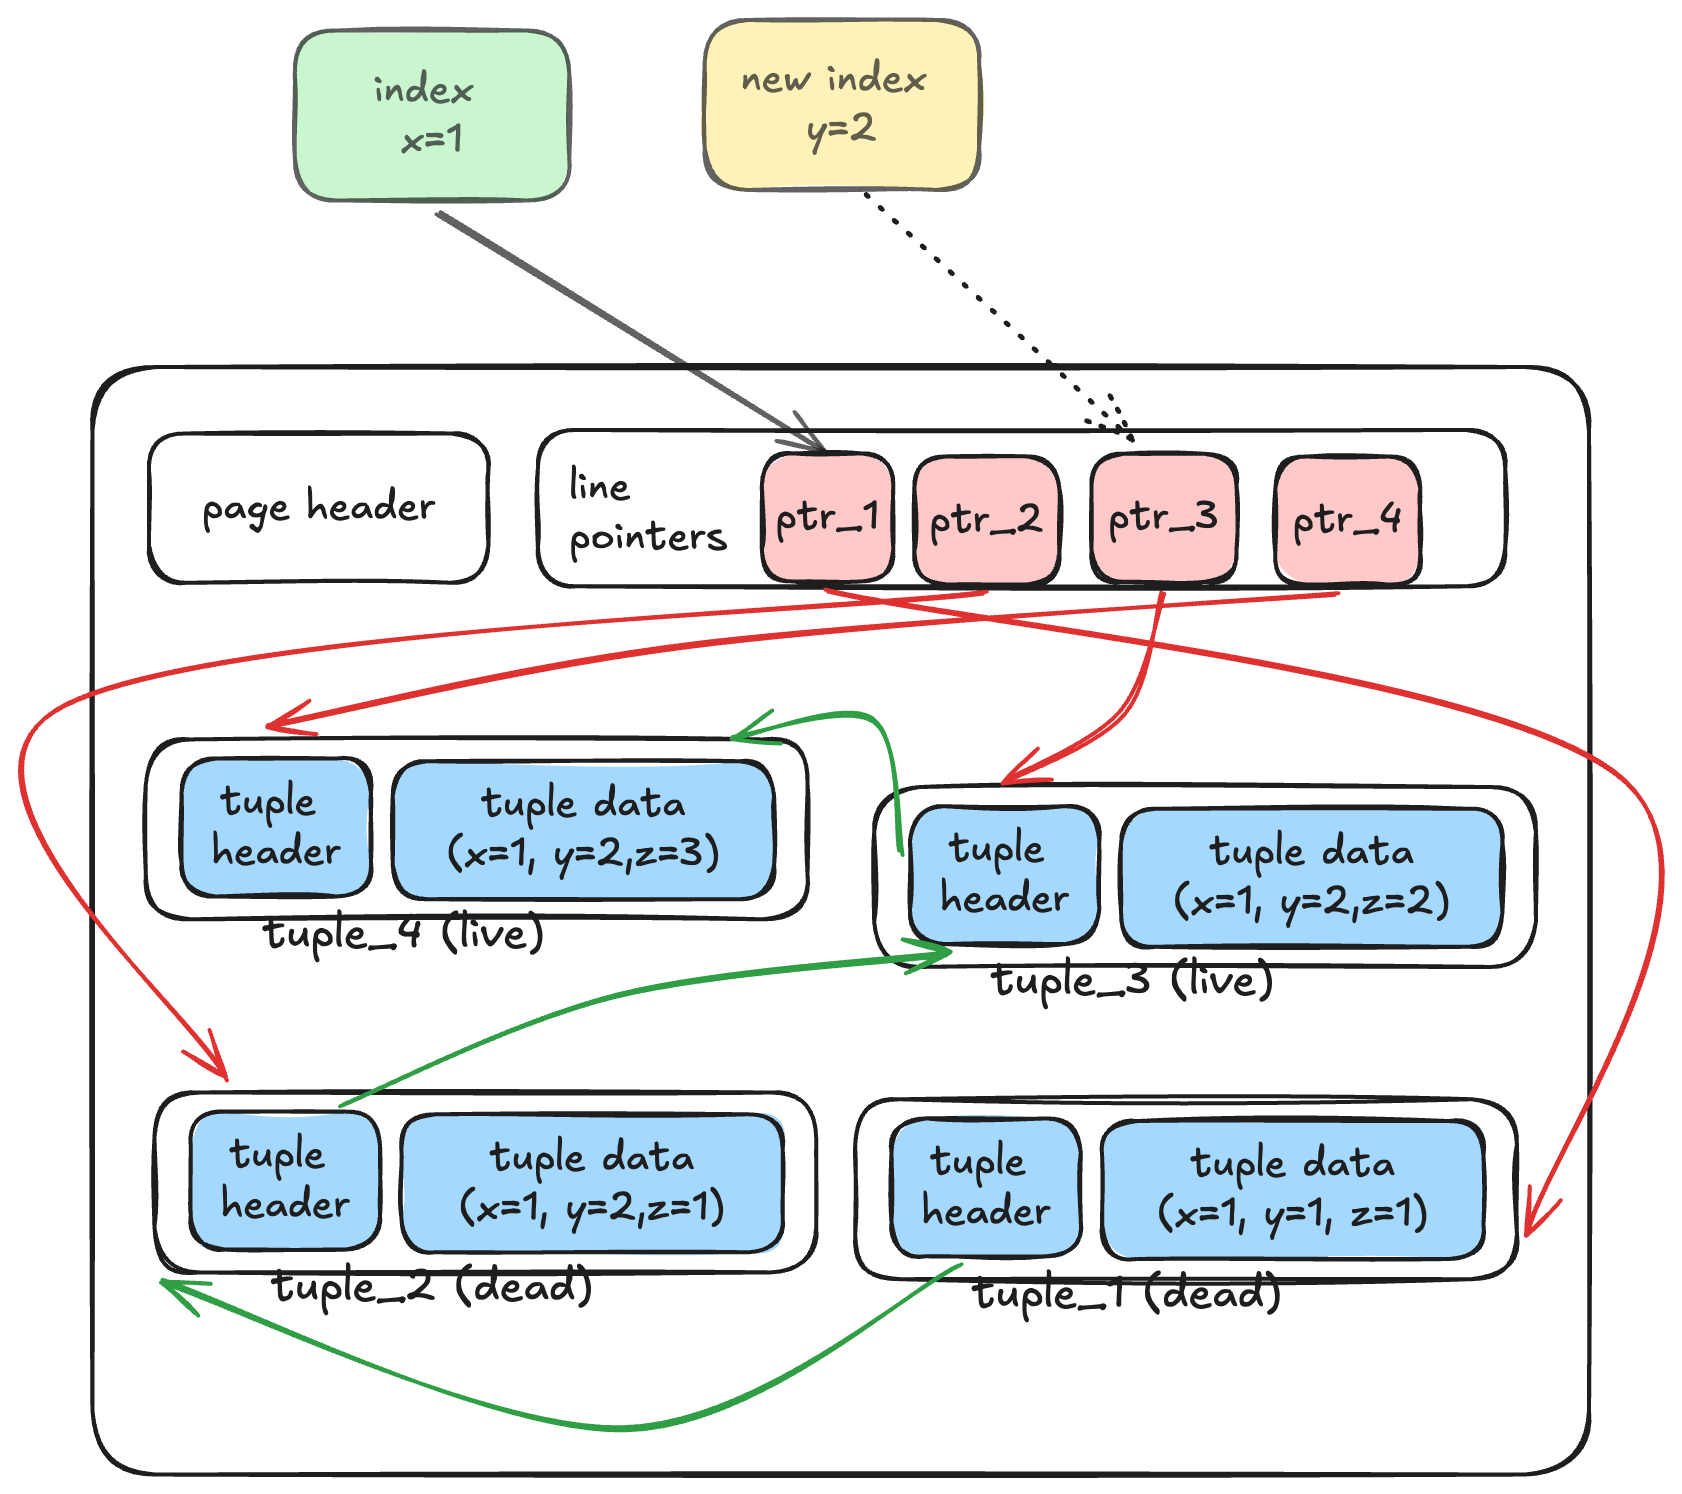 index
x=1
new index
y=2
page header
line
pointers
ptr_1
ptr_2
ptr_3
ptr_4
tuple
header
tuple data
(x=1, y=2,z=3)
tuple_4 (live)
tuple
header
tuple data
(x=1, y=2,z=2)
tuple_3 (live)
tuple
header
tuple data
(x=1, y=2,z=1)
tuple_2 (dead)
tuple
header
tuple data
(x=1, y=1, z=1)
tuple_1 (dead)